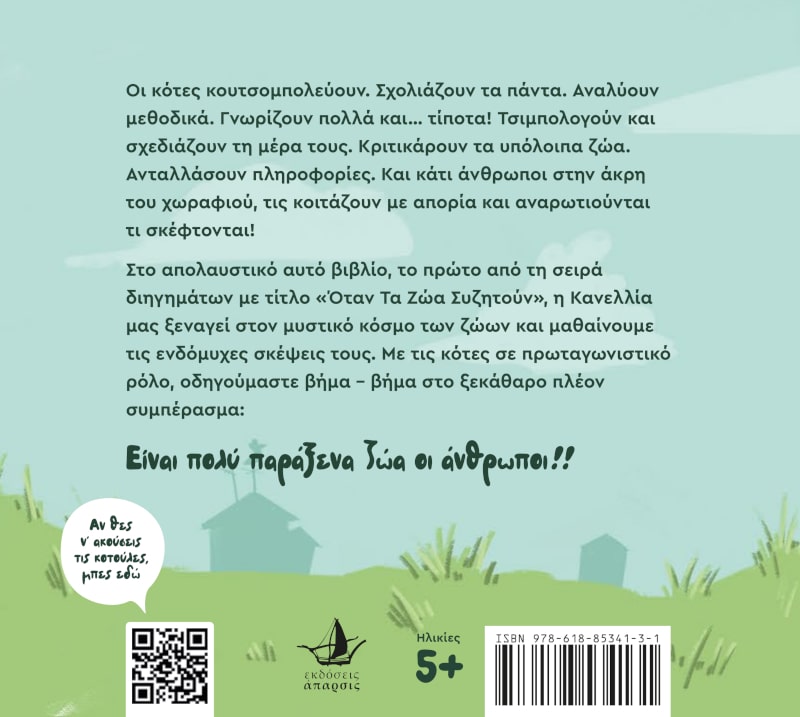 Οι κότες κουτσομπολεύουν. Σχολιάζουν τα πάντα. Αναλύουν
μεθοδικά. Γνωρίζουν πολλά και... τίποτα! Τσιμπολογούν και
σχεδιάζουν τη μέρα τους. Κριτικάρουν τα υπόλοιπα ζώα.
Ανταλλάσουν πληροφορίες. Και κάτι άνθρωποι στην άκρη
του χωραφιού, τις κοιτάζουν με απορία και αναρωτιούνται
τι σκέφτονται!
Στο απολαυστικό αυτό βιβλίο, το πρώτο από τη σειρά
διηγημάτων με τίτλο «Όταν Τα Ζώα Συζητούν», η Κανελλία
μας ξεναγεί στον μυστικό κόσμο των ζώων και μαθαίνουμε
τις ενδόμυχες σκέψεις τους. Με τις κότες σε πρωταγωνιστικό
ρόλο, οδηγούμαστε βήμα – βήμα στο ξεκάθαρο πλέον
συμπέρασμα:
Είναι πολύ παράξενα ζώα οι άνθρωποι!!
Αν θες
ν' ακούσεις
τις κοτούλες,
μπες εδώ
εκδόσεις
άπαρσις
Ηλικίες
5+
ISBN 978-618-85341-3-1